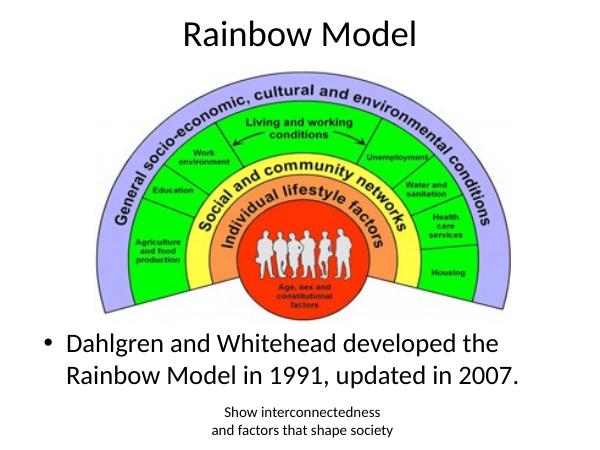 Rainbow Model
General socio-economic, cultural and environmental conditions
Living and working
conditions
Work
environment
Unemployment
Education
Water and
sanitation
Agriculture
and food
production
Health
care
services
Housing
Social and community networks
Individual lifestyle factors
Age, sex and
constitutional
factors
• Dahlgren and Whitehead developed the
Rainbow Model in 1991, updated in 2007.
Show interconnectedness
and factors that shape society